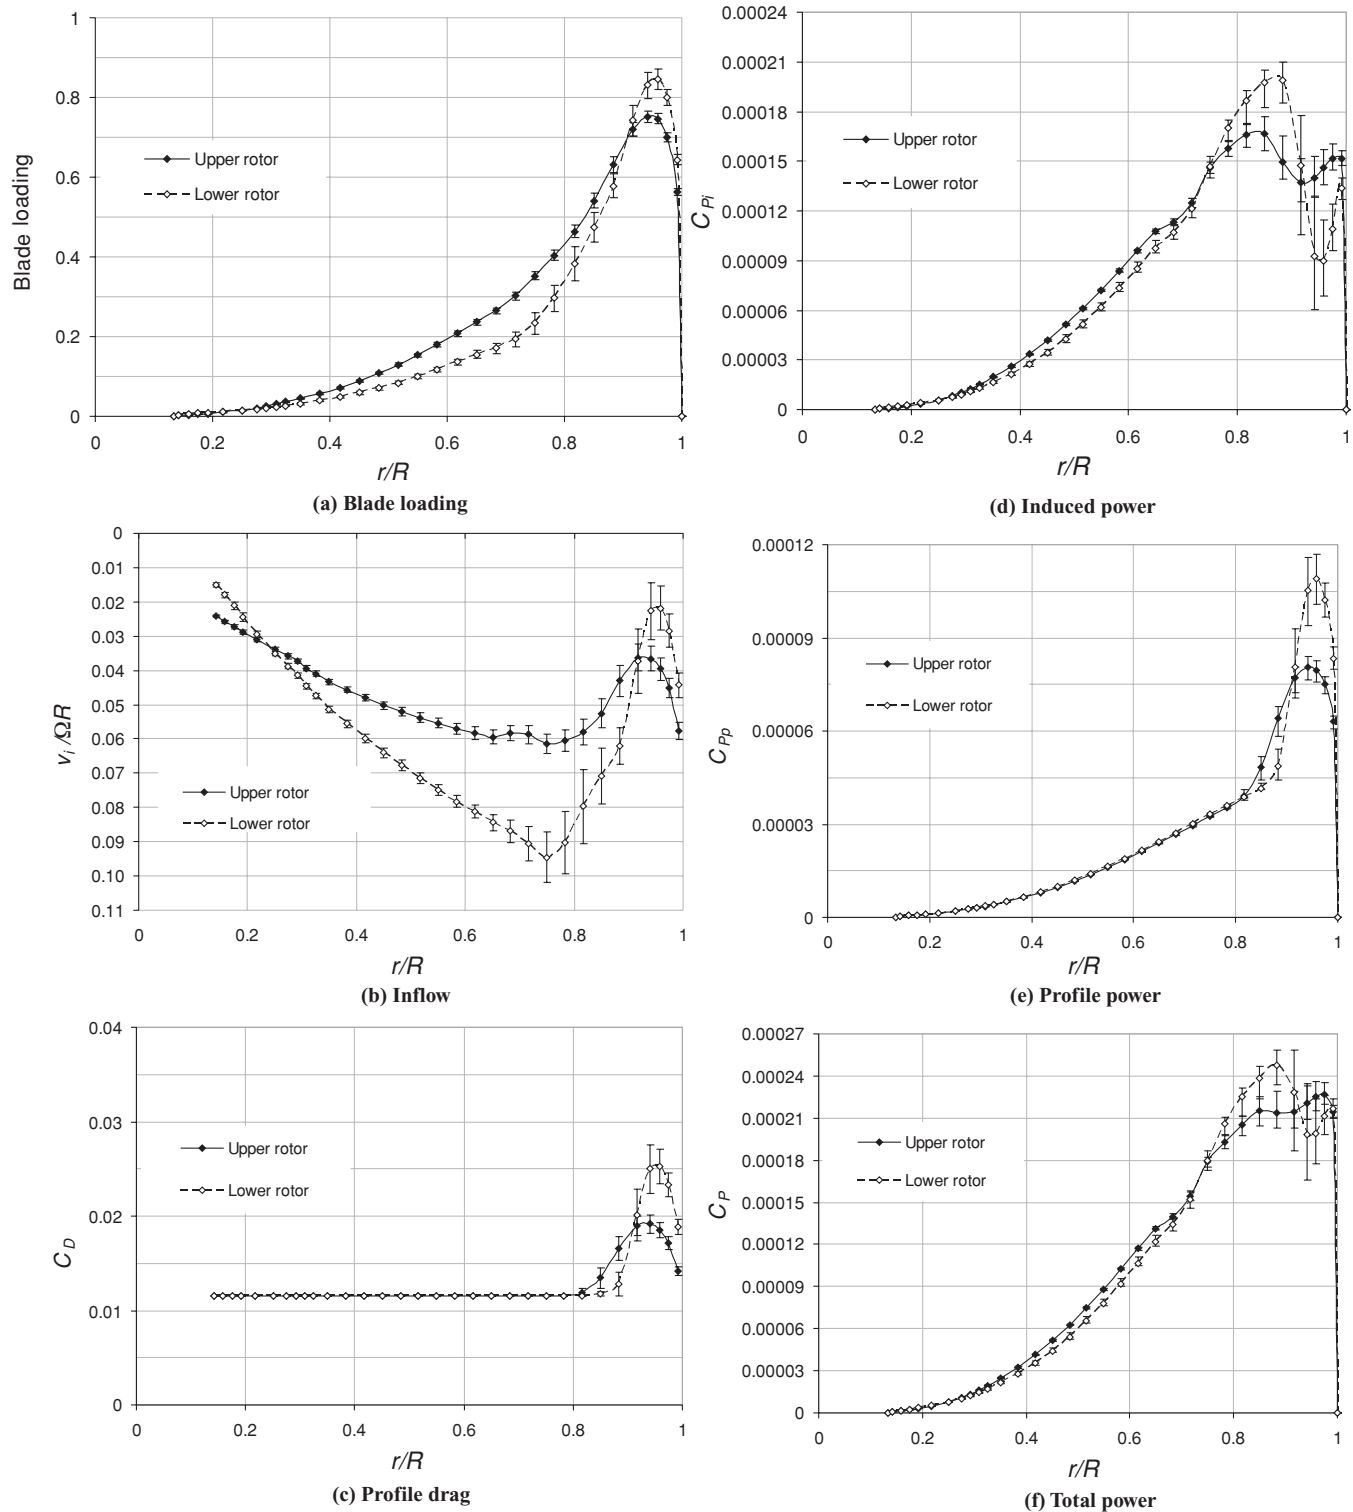 1
0.8
0.6
0.4
0.2
0
Blade loading
Upper rotor
Lower rotor
0 0.2 0.4 0.6 0.8 1
r/R
(a) Blade loading
0.00024
0.00021
0.00018
0.00015
0.00012
0.00009
0.00006
0.00003
0
C_Pi
Upper rotor
Lower rotor
0 0.2 0.4 0.6 0.8 1
r/R
(d) Induced power
0
0.01
0.02
0.03
0.04
0.05
0.06
0.07
0.08
0.09
0.10
0.11
v_i/ΩR
Upper rotor
Lower rotor
0 0.2 0.4 0.6 0.8 1
r/R
(b) Inflow
0.00012
0.00009
0.00006
0.00003
0
C_Pp
Upper rotor
Lower rotor
0 0.2 0.4 0.6 0.8 1
r/R
(e) Profile power
0.04
0.03
0.02
0.01
0
C_D
Upper rotor
Lower rotor
0 0.2 0.4 0.6 0.8 1
r/R
(c) Profile drag
0.00027
0.00024
0.00021
0.00018
0.00015
0.00012
0.00009
0.00006
0.00003
0
C_P
Upper rotor
Lower rotor
0 0.2 0.4 0.6 0.8 1
r/R
(f) Total power